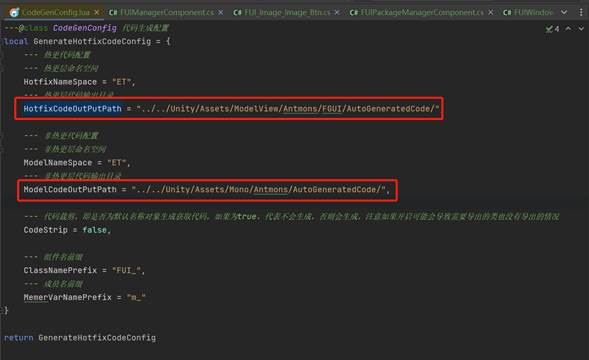 CodeGenConfig.lua × C# FUIManagerComponent.cs × C# FUI_Image_Image_Btn.cs × C# FUIPackageManagerComponent.cs × C# FUIWindow
---@class CodeGenConfig 代码生成配置 4
local GenerateHotfixCodeConfig = {
--- 热更代码配置
--- 热更层命名空间
HotfixNameSpace = "ET",
--- 热更层代码输出目录
HotfixCodeOutPutPath = "../../Unity/Assets/ModelView/Antmons/FGUI/AutoGeneratedCode/"
--- 非热更代码配置
--- 非热更层命名空间
ModelNameSpace = "ET",
--- 非热更层代码输出目录
ModelCodeOutPutPath = "../../Unity/Assets/Mono/Antmons/AutoGeneratedCode/",
--- 代码裁剪，即是否为默认名称对象生成获取代码，如果为true，代表不会生成，否则会生成，注意如果开启可能会导致需要导出的类也没有导出的情况
CodeStrip = false,
--- 组件名前缀
ClassNamePrefix = "FUI_",
--- 成员名前缀
MemerVarNamePrefix = "m_"
}
return GenerateHotfixCodeConfig